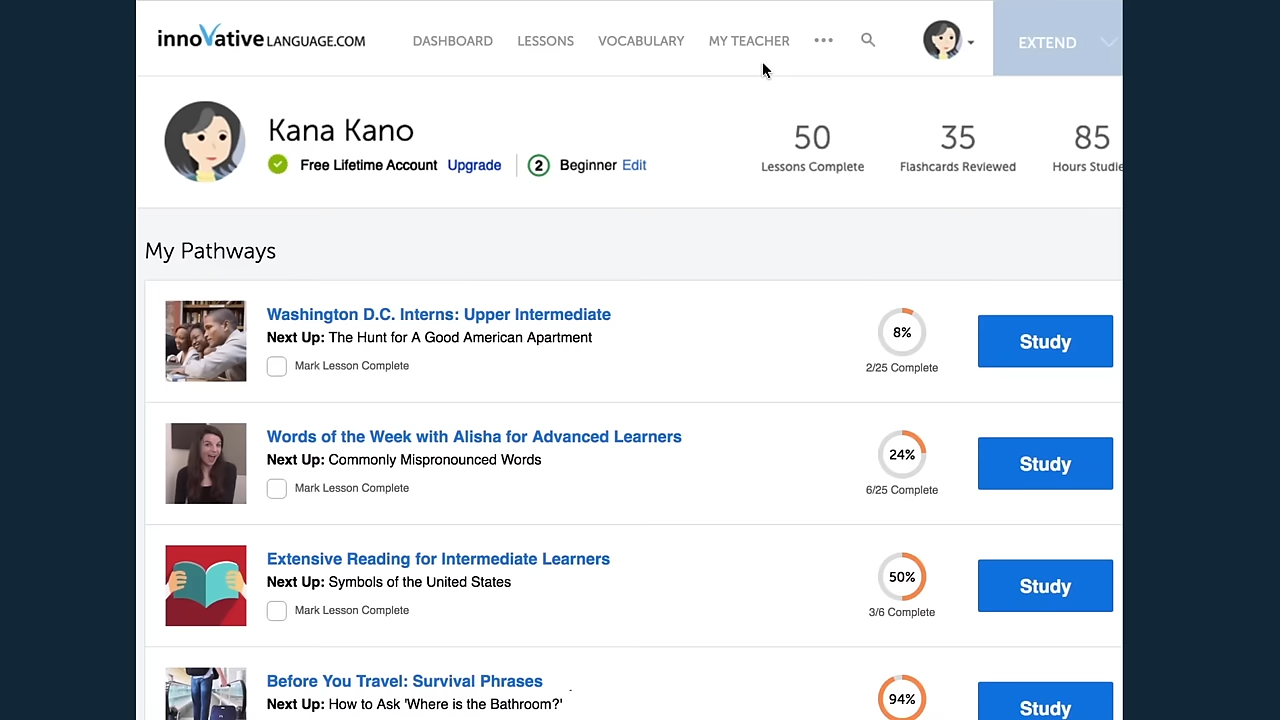 innoVative LANGUAGE.COM
DASHBOARD LESSONS VOCABULARY MY TEACHER ••• EXTEND
Kana Kano
Free Lifetime Account Upgrade 2 Beginner Edit
50 35 85
Lessons Complete Flashcards Reviewed Hours Studie
My Pathways
Washington D.C. Interns: Upper Intermediate
Next Up: The Hunt for A Good American Apartment
Mark Lesson Complete
8%
2/25 Complete
Study
Words of the Week with Alisha for Advanced Learners
Next Up: Commonly Mispronounced Words
Mark Lesson Complete
24%
6/25 Complete
Study
Extensive Reading for Intermediate Learners
Next Up: Symbols of the United States
Mark Lesson Complete
50%
3/6 Complete
Study
Before You Travel: Survival Phrases
Next Up: How to Ask 'Where is the Bathroom?'
94%
Study